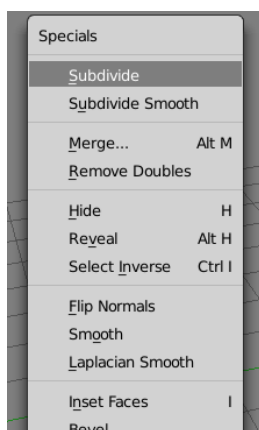 Specials
Subdivide
Subdivide Smooth
Merge... Alt M
Remove Doubles
Hide H
Reveal Alt H
Select Inverse Ctrl I
Flip Normals
Smooth
Laplacian Smooth
Inset Faces I
Bevel